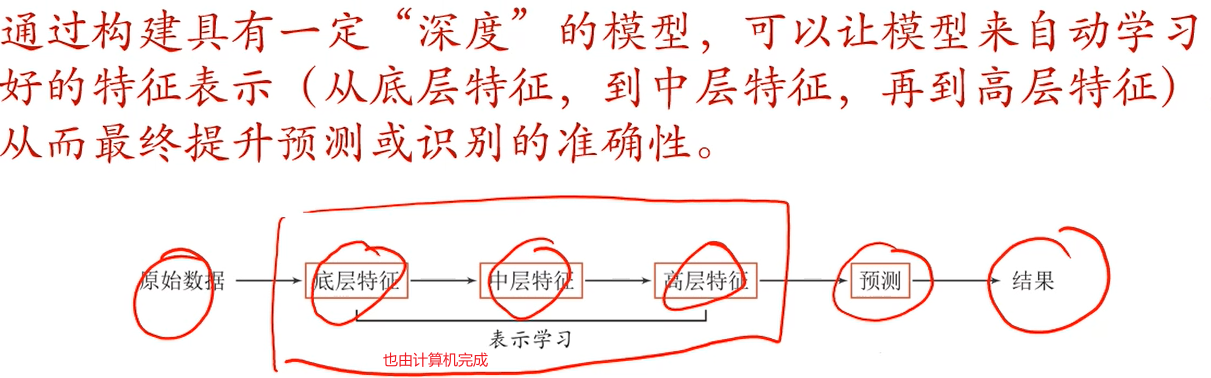 通过构建具有一定“深度”的模型，可以让模型来自动学习
好的特征表示（从底层特征，到中层特征，再到高层特征）
从而最终提升预测或识别的准确性。
原始数据 底层特征 中层特征 高层特征 预测 结果
表示学习
也由计算机完成